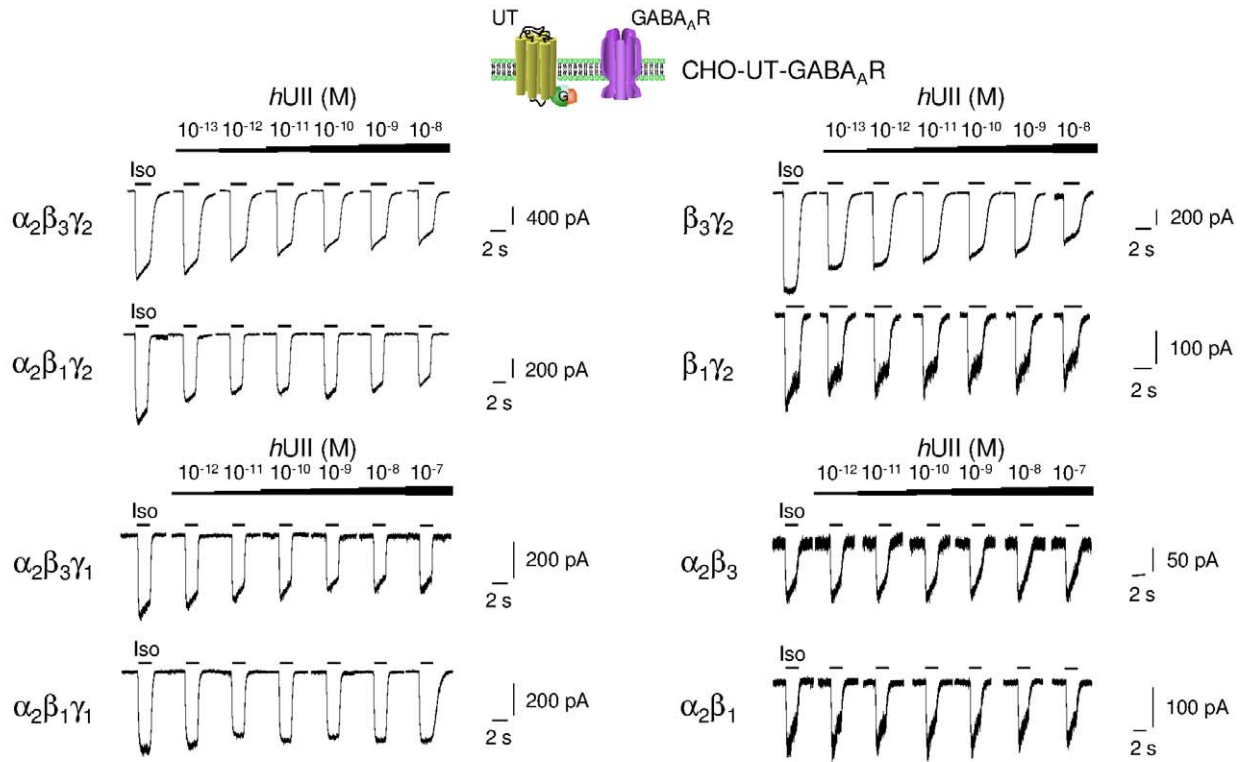 UT GABA_AR
CHO-UT-GABA_AR
G
hUII (M)
10⁻¹³ 10⁻¹² 10⁻¹¹ 10⁻¹⁰ 10⁻⁹ 10⁻⁸
Iso
α₂β₃γ₂
400 pA
2 s
Iso
α₂β₁γ₂
200 pA
2 s
hUII (M)
10⁻¹³ 10⁻¹² 10⁻¹¹ 10⁻¹⁰ 10⁻⁹ 10⁻⁸
Iso
β₃γ₂
200 pA
2 s
β₁γ₂
100 pA
2 s
hUII (M)
10⁻¹² 10⁻¹¹ 10⁻¹⁰ 10⁻⁹ 10⁻⁸ 10⁻⁷
Iso
α₂β₃γ₁
200 pA
2 s
Iso
α₂β₁γ₁
200 pA
2 s
hUII (M)
10⁻¹² 10⁻¹¹ 10⁻¹⁰ 10⁻⁹ 10⁻⁸ 10⁻⁷
Iso
α₂β₃
50 pA
2 s
Iso
α₂β₁
100 pA
2 s